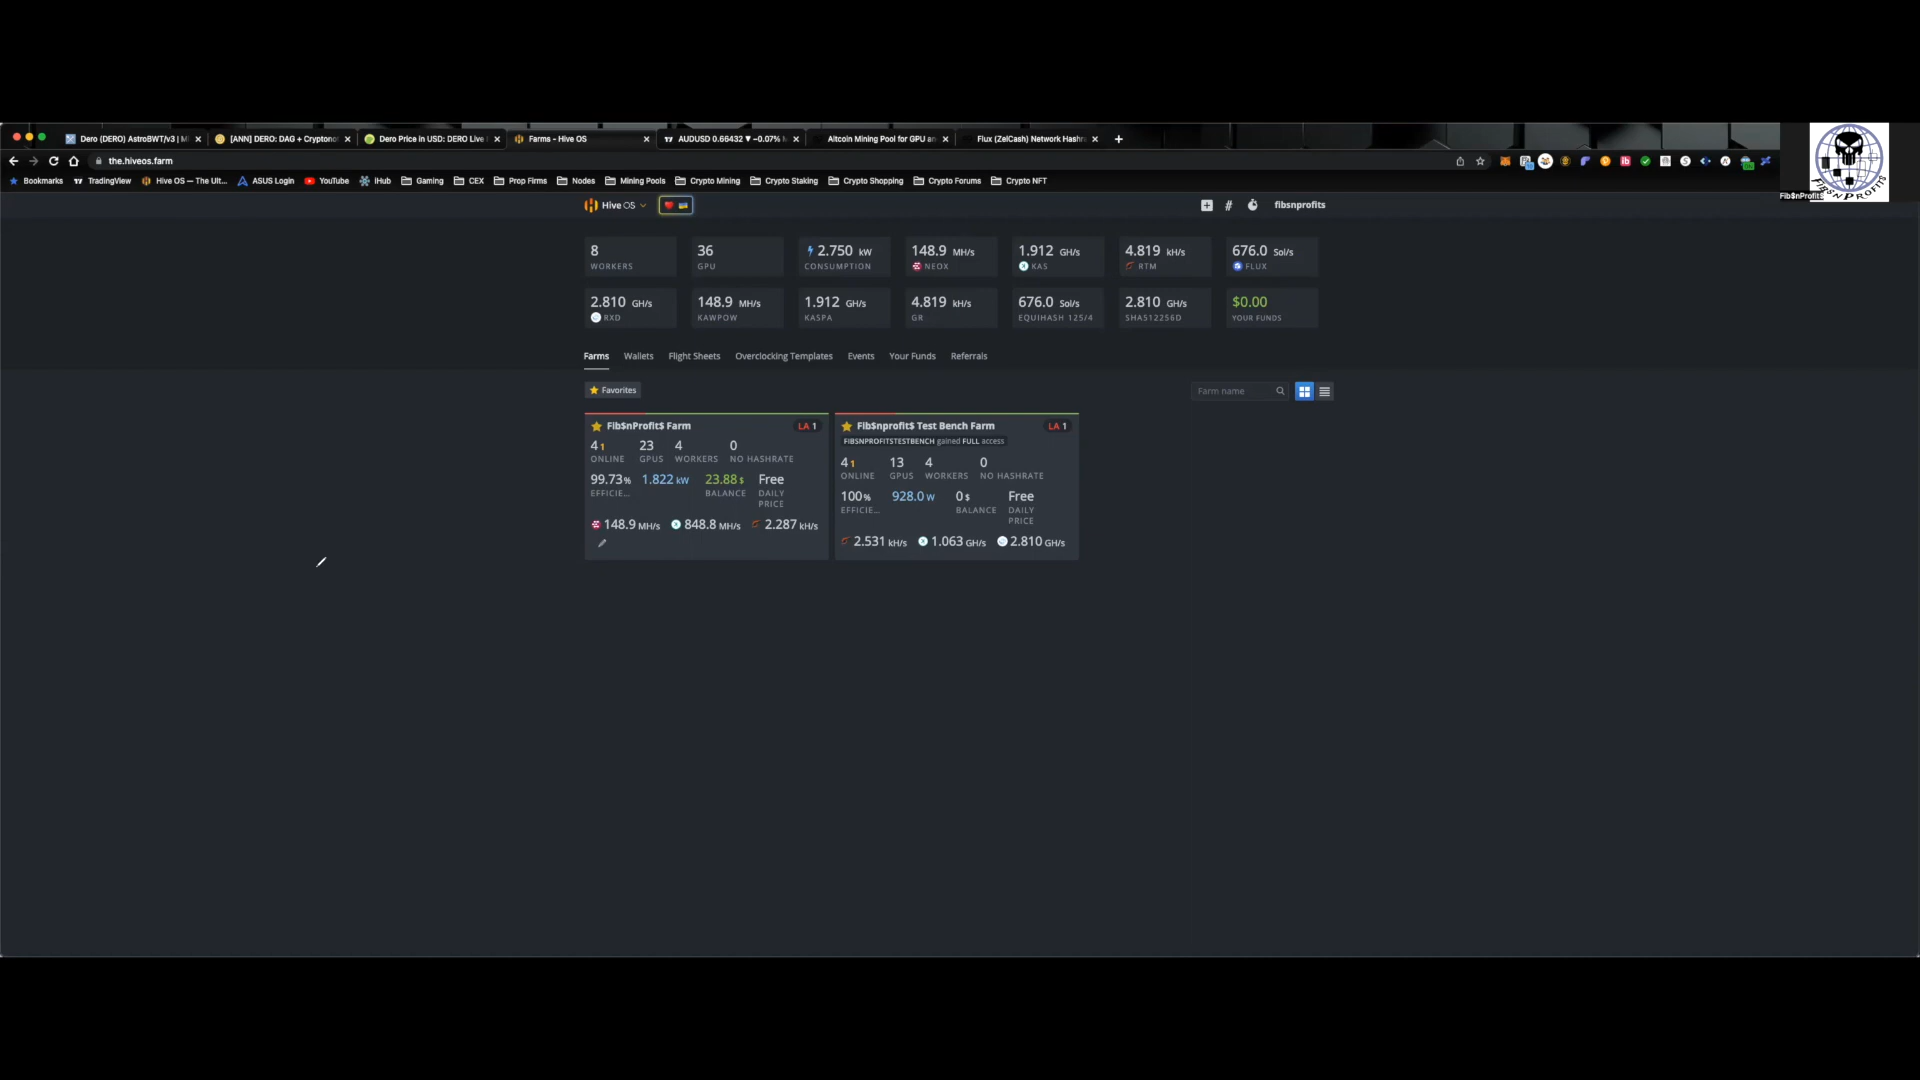 Dero (DERO) AstroBWT/v3 | Mi
[ANN] DERO: DAG + Cryptono
Dero Price in USD: DERO Live
Farms - Hive OS
AUDUSD 0.66432 ▼ −0.07%
Altcoin Mining Pool for GPU an
Flux (ZelCash) Network Hashra
the.hiveos.farm
Bookmarks
TradingView
Hive OS — The Ult...
ASUS Login
YouTube
IHub
Gaming
CEX
Prop Firms
Nodes
Mining Pools
Crypto Mining
Crypto Staking
Crypto Shopping
Crypto Forums
Crypto NFT
Fib$nProfit$
Hive OS
fibsnprofits
8
WORKERS
36
GPU
2.750 kW
CONSUMPTION
148.9 MH/s
NEOX
1.912 GH/s
KAS
4.819 kH/s
RTM
676.0 Sol/s
FLUX
2.810 GH/s
RXD
148.9 MH/s
KAWPOW
1.912 GH/s
KASPA
4.819 kH/s
GR
676.0 Sol/s
EQUIHASH 125/4
2.810 GH/s
SHA512256D
$0.00
YOUR FUNDS
Farms
Wallets
Flight Sheets
Overclocking Templates
Events
Your Funds
Referrals
Favorites
Farm name
Fib$nProfit$ Farm
LA 1
4 1
ONLINE
23
GPUS
4
WORKERS
0
NO HASHRATE
99.73%
EFFICIE...
1.822 kW
23.88 $
BALANCE
Free
DAILY
PRICE
148.9 MH/s
848.8 MH/s
2.287 kH/s
Fib$nprofit$ Test Bench Farm
LA 1
FIBSNPROFITSTESTBENCH gained FULL access
4 1
ONLINE
13
GPUS
4
WORKERS
0
NO HASHRATE
100%
EFFICIE...
928.0 W
0 $
BALANCE
Free
DAILY
PRICE
2.531 kH/s
1.063 GH/s
2.810 GH/s